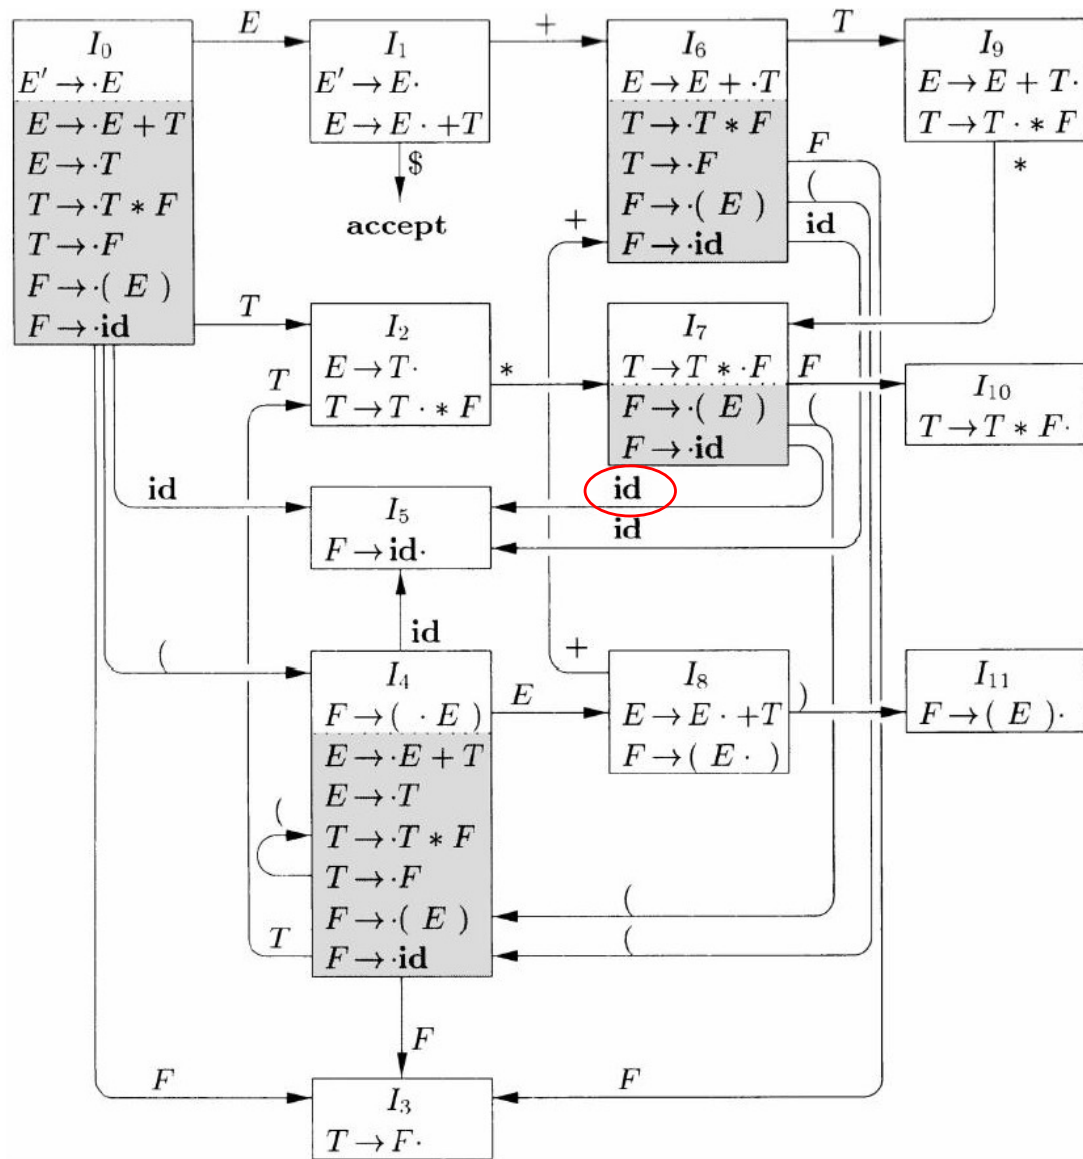 I₀
E' → ·E
E → ·E + T
E → ·T
T → ·T * F
T → ·F
F → ·( E )
F → ·id
E
I₁
E' → E·
E → E · +T
$
accept
+
I₆
E → E + ·T
T → ·T * F
T → ·F
F → ·( E )
F → ·id
T
F
(
id
I₉
E → E + T·
T → T · * F
*
T
I₂
E → T·
T → T · * F
T
*
+
I₇
T → T * ·F
F → ·( E )
F → ·id
F
(
I₁₀
T → T * F·
id
I₅
F → id·
id
id
id
(
I₄
F → ( · E )
E → ·E + T
E → ·T
T → ·T * F
T → ·F
F → ·( E )
F → ·id
(
T
E
+
I₈
E → E · +T
F → ( E · )
)
I₁₁
F → ( E )·
(
(
F
F
I₃
T → F·
F